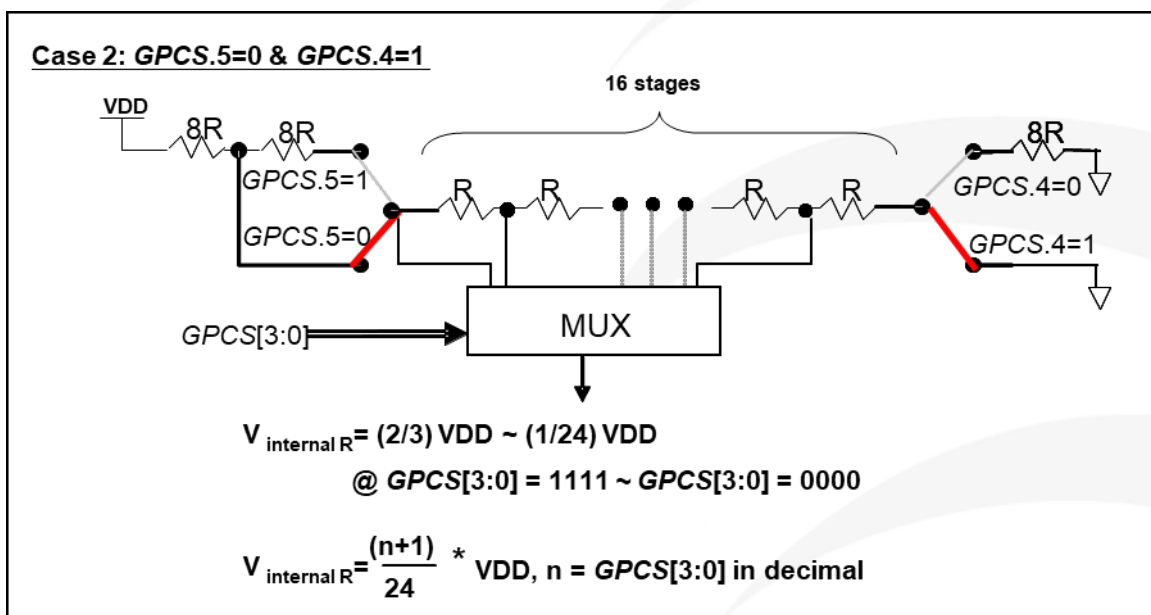 Case 2: GPCS.5=0 & GPCS.4=1
16 stages
VDD
8R
8R
8R
GPCS.5=1
R
R
R
R
GPCS.4=0
GPCS.5=0
GPCS.4=1
MUX
GPCS[3:0]
V internal R= (2/3) VDD ~ (1/24) VDD
@ GPCS[3:0] = 1111 ~ GPCS[3:0] = 0000
V internal R= (n+1)/24 * VDD, n = GPCS[3:0] in decimal